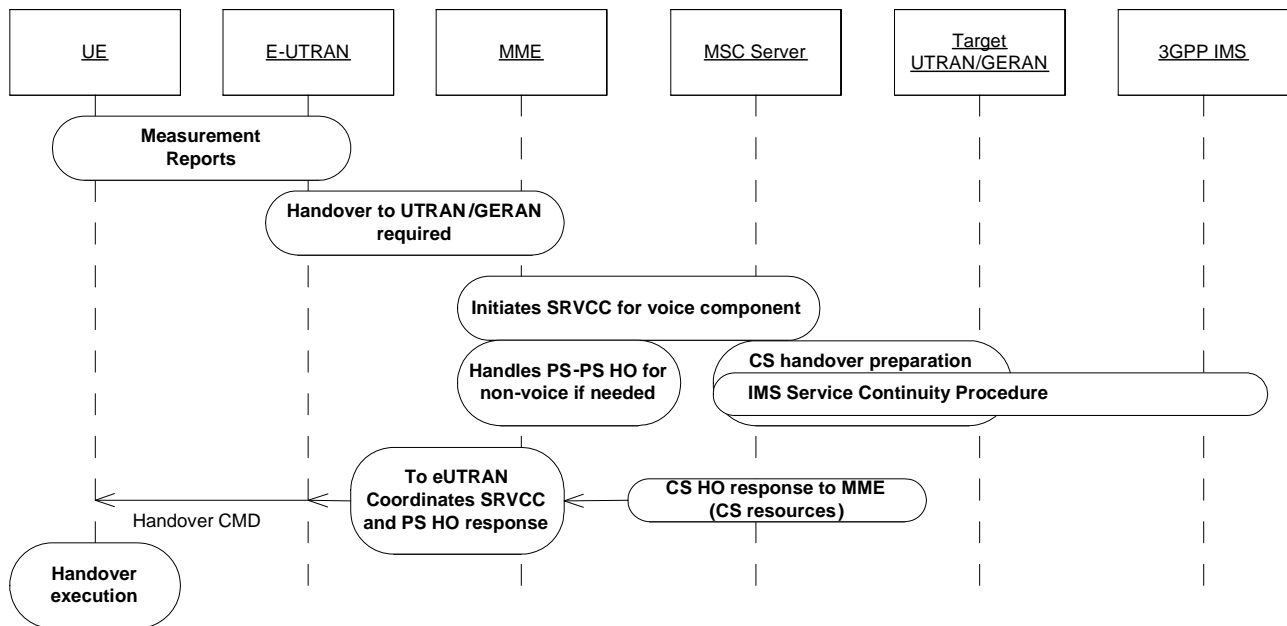 UE
E-UTRAN
MME
MSC Server
Target
UTRAN/GERAN
3GPP IMS
Measurement
Reports
Handover to UTRAN/GERAN
required
Initiates SRVCC for voice component
Handles PS-PS HO for
non-voice if needed
CS handover preparation
IMS Service Continuity Procedure
To eUTRAN
Coordinates SRVCC
and PS HO response
CS HO response to MME
(CS resources)
Handover CMD
Handover
execution